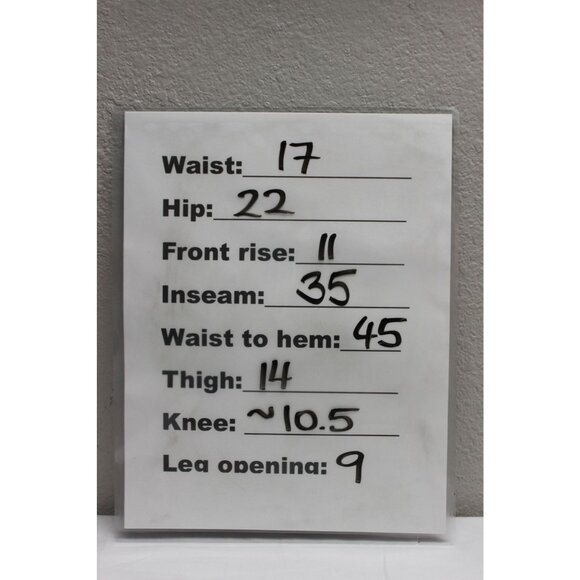 Waist: 17
Hip: 22
Front rise: 11
Inseam: 35
Waist to hem: 45
Thigh: 14
Knee: ~10.5
Leg opening: 9